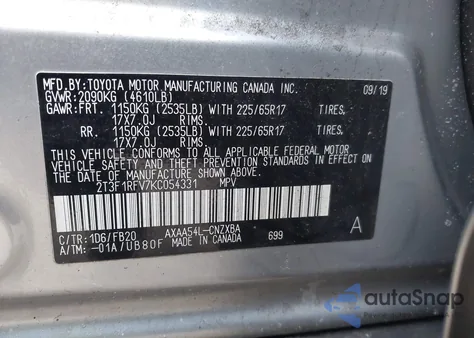 MFD.BY: TOYOTA MOTOR MANUFACTURING CANADA INC. 09/19
GVWR: 2090KG (4610LB)
GAWR: FRT. 1150KG (2535LB) WITH 225/65R17 TIRES.
17X7.0J RIMS.
RR. 1150KG (2535LB) WITH 225/65R17 TIRES.
17X7.0J RIMS.
THIS VEHICLE CONFORMS TO ALL APPLICABLE FEDERAL MOTOR
VEHICLE SAFETY AND THEFT PREVENTION STANDARDS IN
EFFECT ON THE DATE OF MANUFACTURE SHOWN ABOVE.
2T3F1RFV7KC054331 MPV
C/TR: 1D6/FB20 AXAA54L-CNZXBA A
A/TM: -01A/UB80F MADE IN CANADA 699
autoSnap